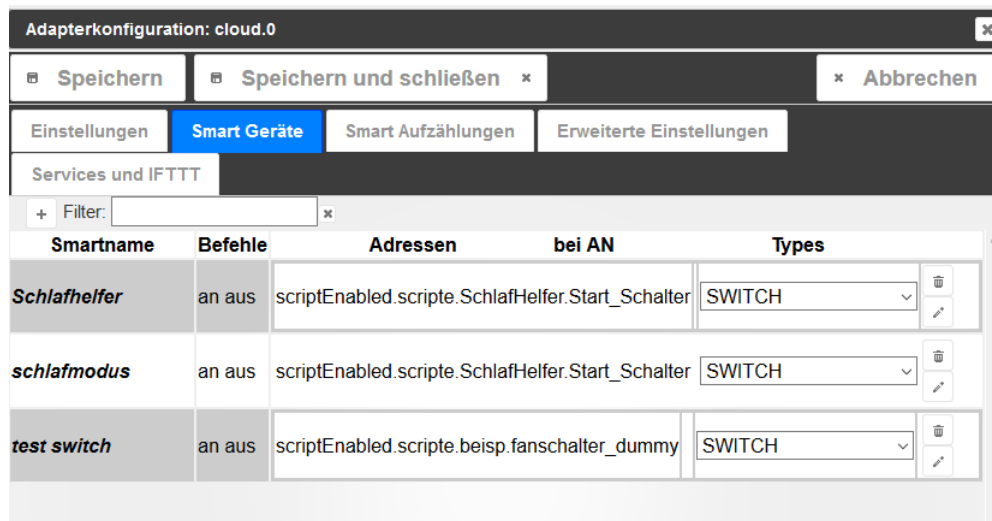 Adapterkonfiguration: cloud.0
Speichern Speichern und schließen Abbrechen
Einstellungen Smart Geräte Smart Aufzählungen Erweiterte Einstellungen
Services und IFTTT
+ Filter:
Smartname Befehle Adressen bei AN Types
Schlafhelfer an aus scriptEnabled.scripte.SchlafHelfer.Start_Schalter SWITCH
schlafmodus an aus scriptEnabled.scripte.SchlafHelfer.Start_Schalter SWITCH
test switch an aus scriptEnabled.scripte.beisp.fanschalter_dummy SWITCH